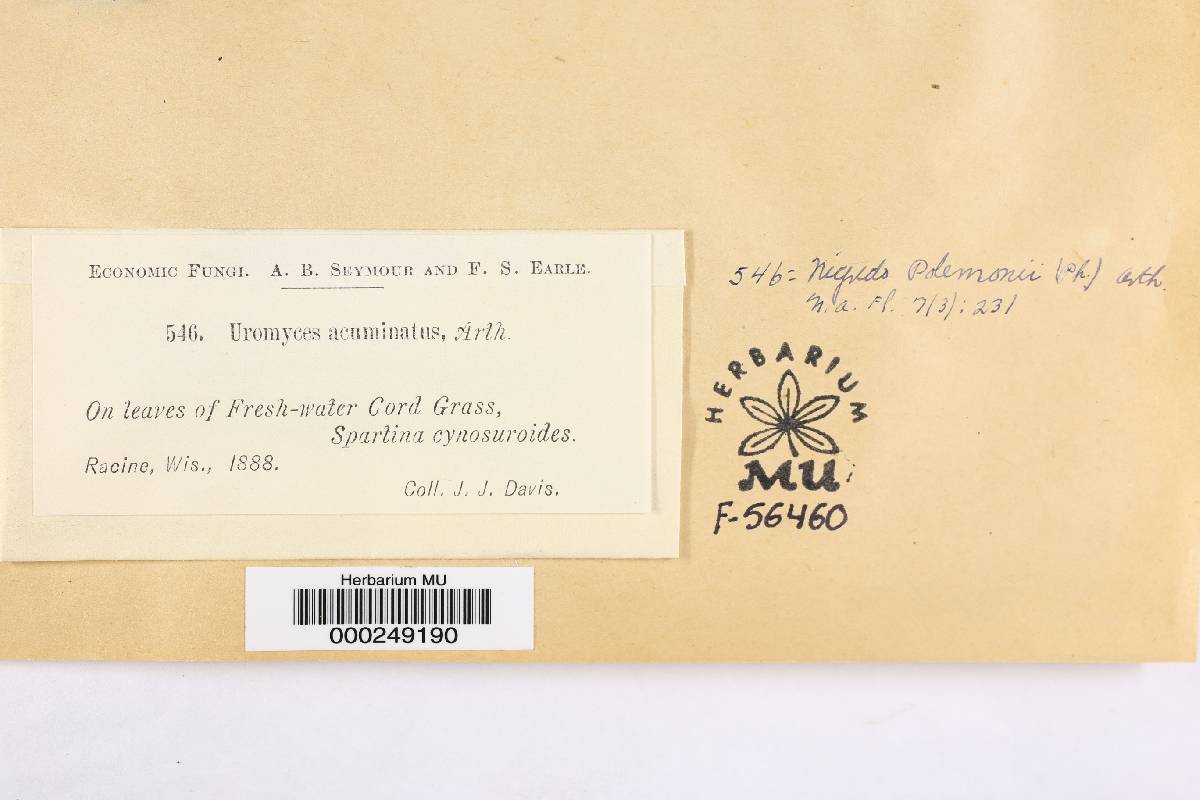 ECONOMIC FUNGI. A. B. SEYMOUR AND F. S. EARLE.
546. Uromyces acuminatus, Arth.
On leaves of Fresh-water Cord Grass,
Spartina cynosuroides.
Racine, Wis., 1888.
Coll. J. J. Davis.
546 = Nigredo Polemonii (Pk.) Arth.
N. a. Fl. 7(3): 231
HERBARIUM
MU
F-56460
Herbarium MU
000249190